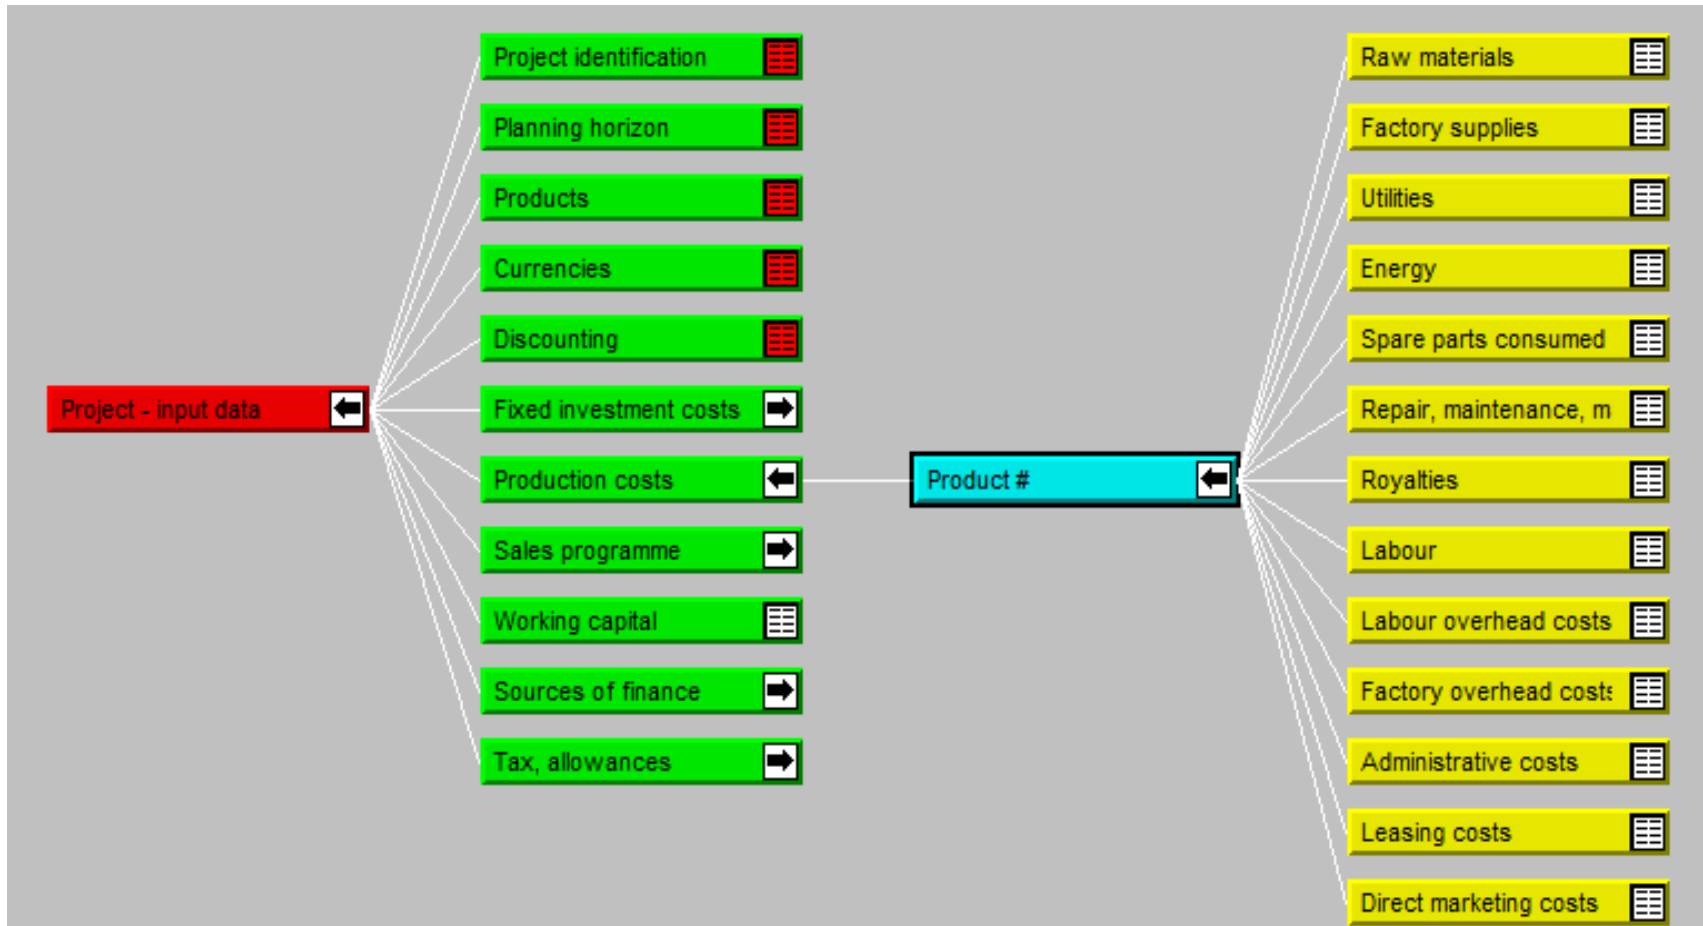 Project - input data
Project identification
Planning horizon
Products
Currencies
Discounting
Fixed investment costs
Production costs
Sales programme
Working capital
Sources of finance
Tax, allowances
Product #
Raw materials
Factory supplies
Utilities
Energy
Spare parts consumed
Repair, maintenance, m
Royalties
Labour
Labour overhead costs
Factory overhead costs
Administrative costs
Leasing costs
Direct marketing costs